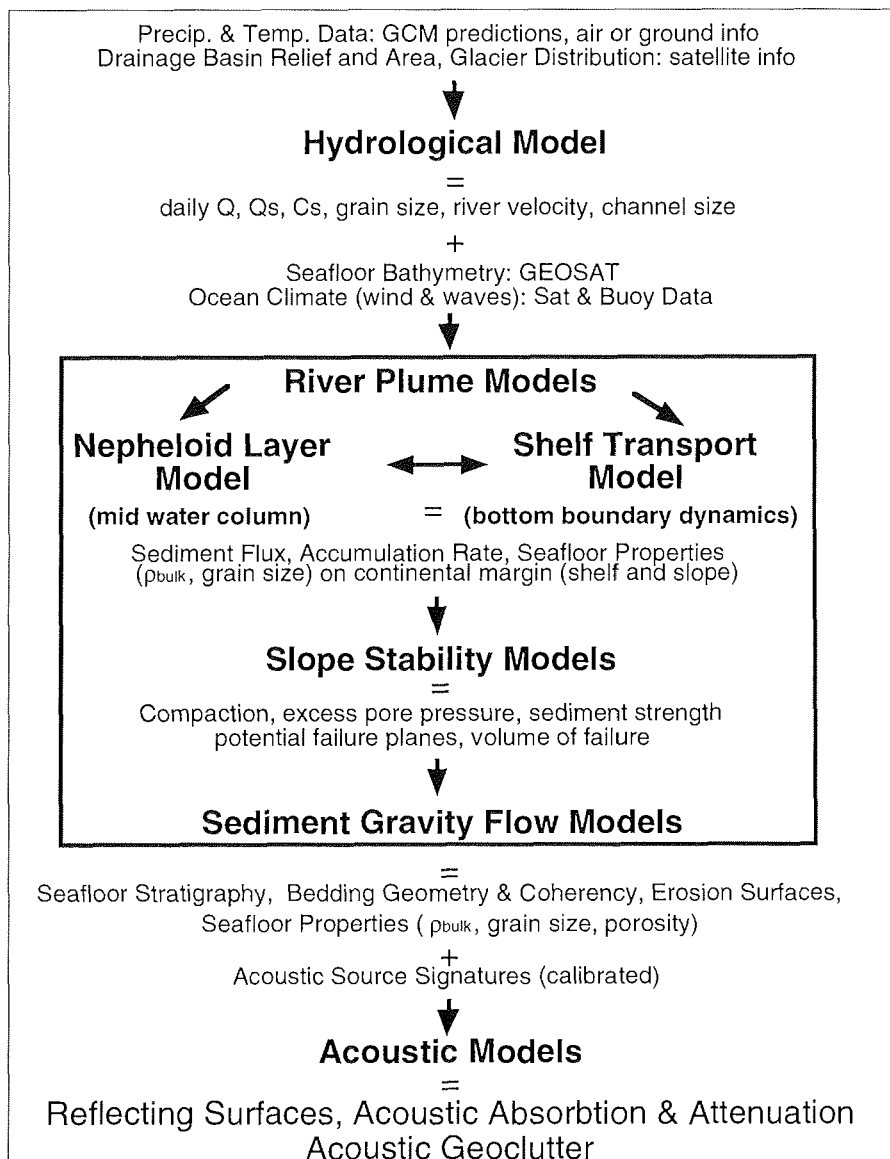 Precip. & Temp. Data: GCM predictions, air or ground info
Drainage Basin Relief and Area, Glacier Distribution: satellite info
Hydrological Model
=
daily Q, Qs, Cs, grain size, river velocity, channel size
+
Seafloor Bathymetry: GEOSAT
Ocean Climate (wind & waves): Sat & Buoy Data
River Plume Models
Nepheloid Layer Shelf Transport
Model Model
(mid water column) = (bottom boundary dynamics)
Sediment Flux, Accumulation Rate, Seafloor Properties
(ρbulk, grain size) on continental margin (shelf and slope)
Slope Stability Models
=
Compaction, excess pore pressure, sediment strength
potential failure planes, volume of failure
Sediment Gravity Flow Models
=
Seafloor Stratigraphy, Bedding Geometry & Coherency, Erosion Surfaces,
Seafloor Properties ( ρbulk, grain size, porosity)
+
Acoustic Source Signatures (calibrated)
Acoustic Models
=
Reflecting Surfaces, Acoustic Absorbtion & Attenuation
Acoustic Geoclutter